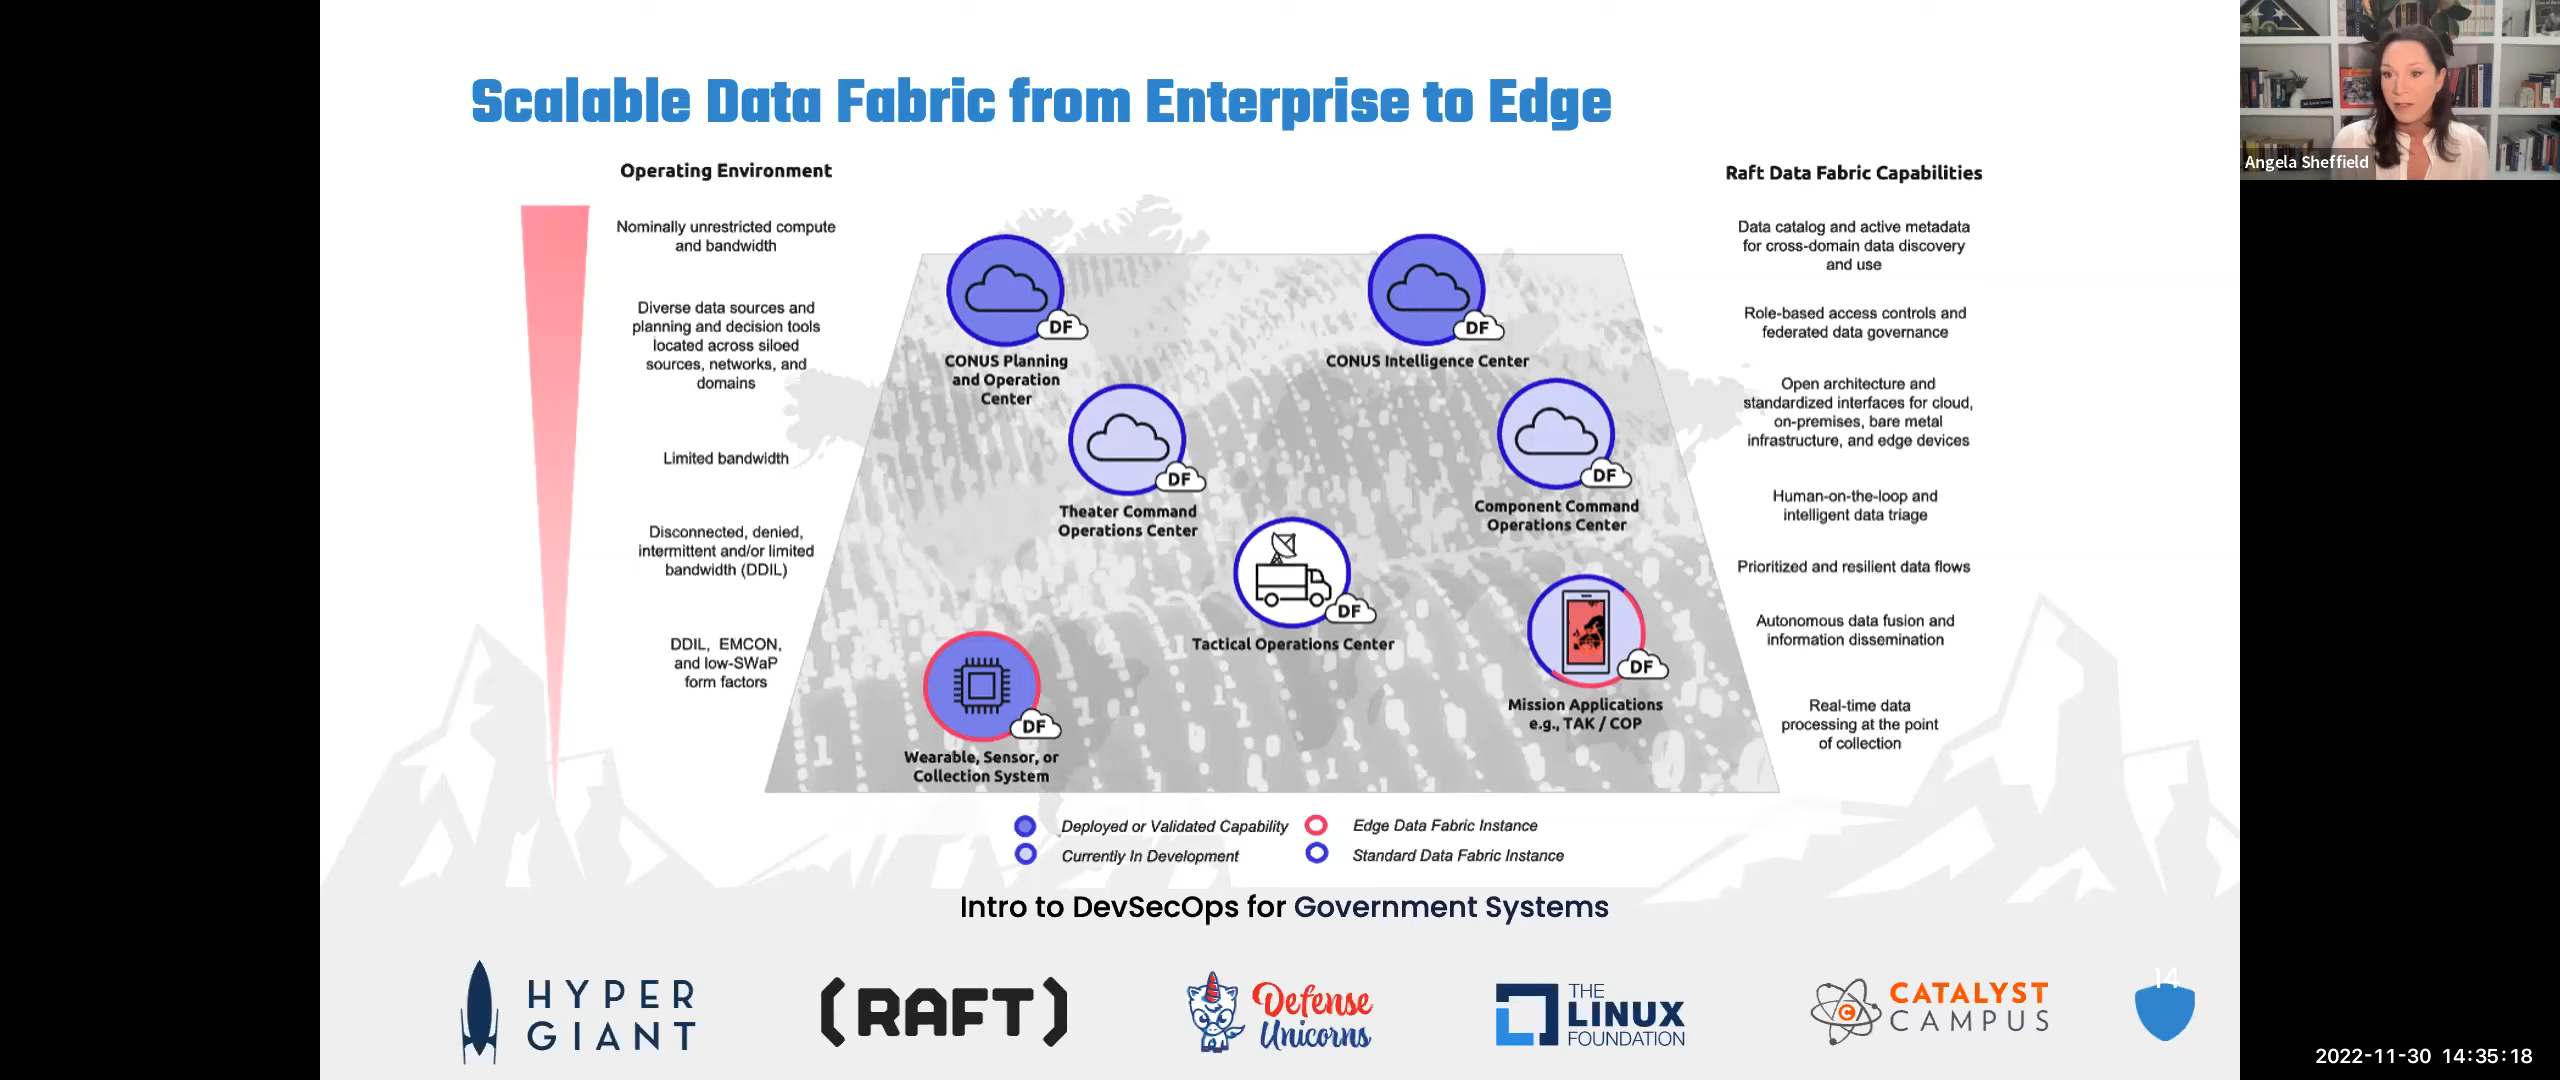 Scalable Data Fabric from Enterprise to Edge
Angela Sheffield
Operating Environment
Nominally unrestricted compute
and bandwidth
Diverse data sources and
planning and decision tools
located across siloed
sources, networks, and
domains
Limited bandwidth
Disconnected, denied,
intermittent and/or limited
bandwidth (DDIL)
DDIL, EMCON,
and low-SWaP
form factors
DF
CONUS Planning
and Operation
Center
DF
CONUS Intelligence Center
DF
Theater Command
Operations Center
DF
Component Command
Operations Center
DF
Tactical Operations Center
DF
Mission Applications
e.g., TAK / COP
DF
Wearable, Sensor, or
Collection System
Raft Data Fabric Capabilities
Data catalog and active metadata
for cross-domain data discovery
and use
Role-based access controls and
federated data governance
Open architecture and
standardized interfaces for cloud,
on-premises, bare metal
infrastructure, and edge devices
Human-on-the-loop and
intelligent data triage
Prioritized and resilient data flows
Autonomous data fusion and
information dissemination
Real-time data
processing at the point
of collection
Deployed or Validated Capability
Edge Data Fabric Instance
Currently In Development
Standard Data Fabric Instance
Intro to DevSecOps for Government Systems
HYPER
GIANT
(RAFT)
Defense
Unicorns
THE
LINUX
FOUNDATION
C
CATALYST
CAMPUS
14
2022-11-30 14:35:18